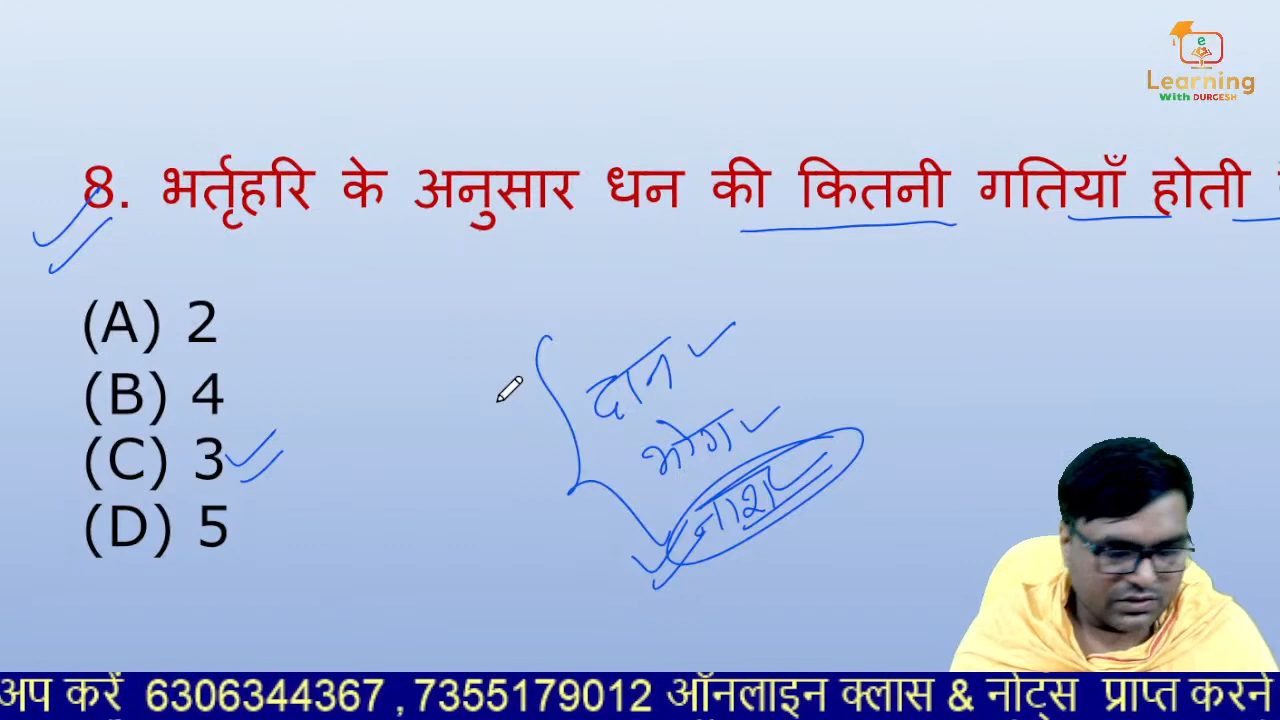 e
Learning
With DURGESH
8. भर्तृहरि के अनुसार धन की कितनी गतियाँ होती
(A) 2
(B) 4
(C) 3
(D) 5
दान
भोग
नाश
अप करें 6306344367 , 7355179012 ऑनलाइन क्लास & नोट्स प्राप्त करने